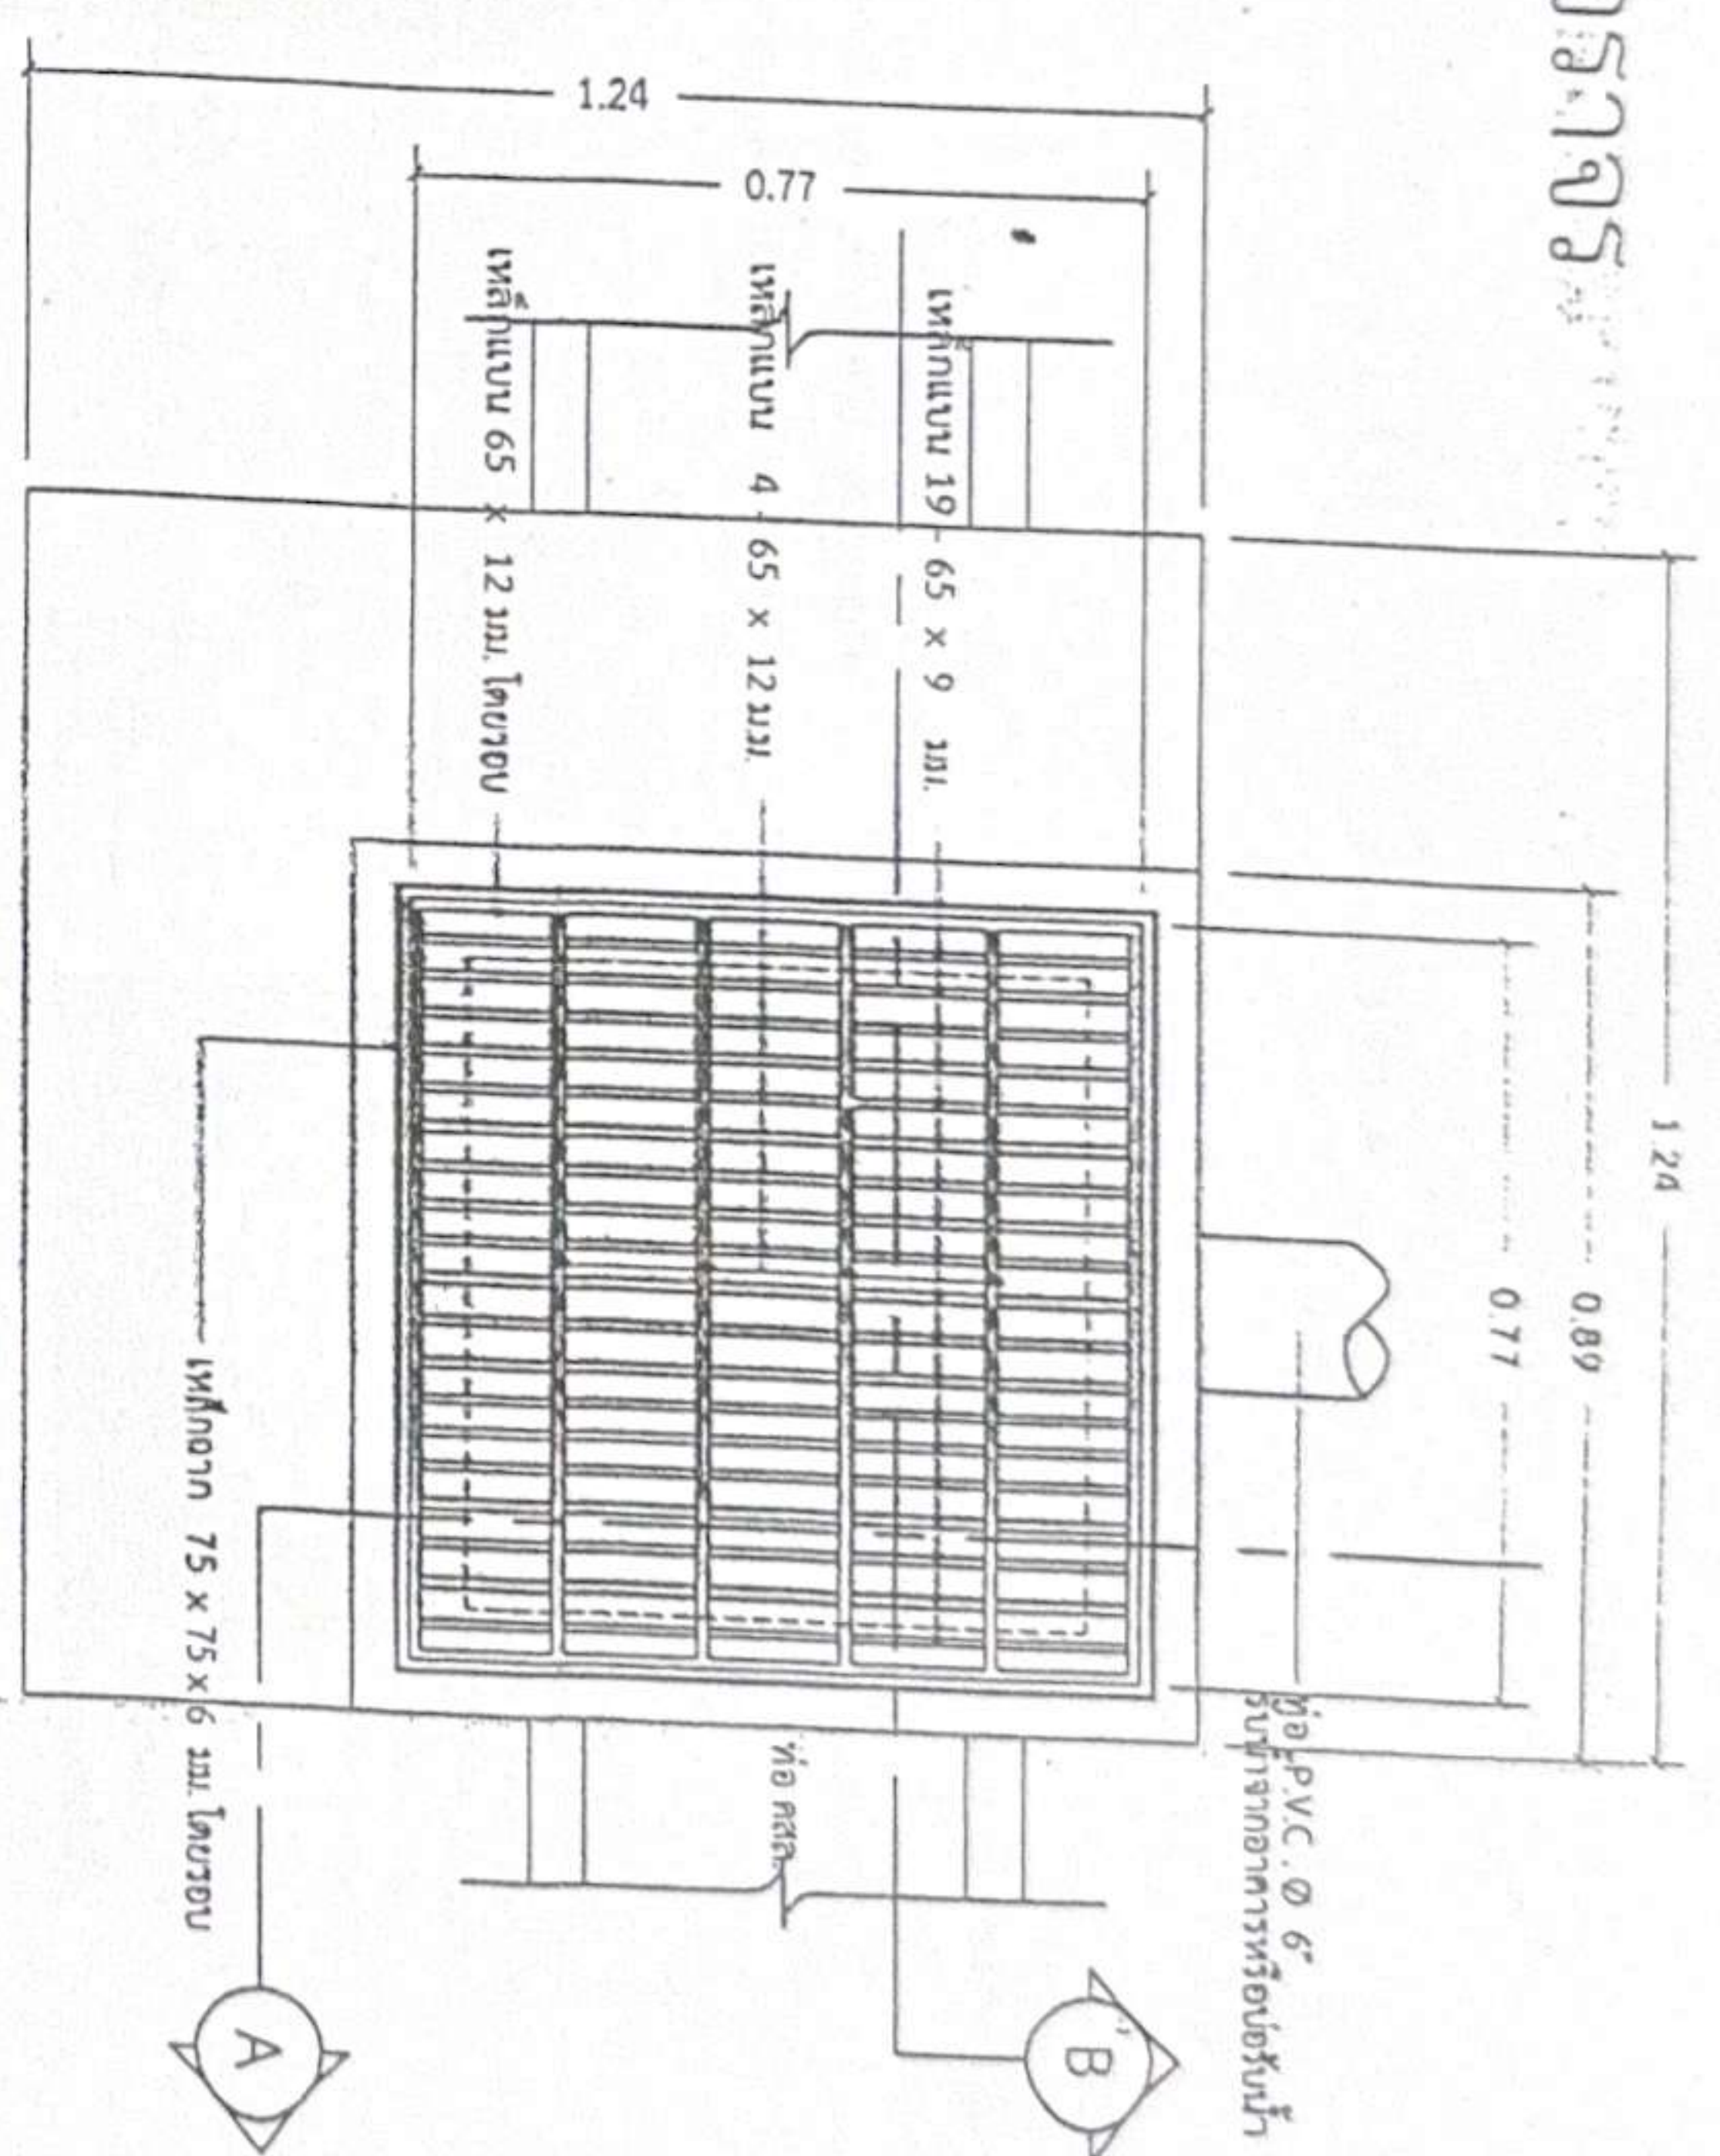 1.24
0.77
เหล็กแบน 19 - 65 x 9 มม.
เหล็กแบน 4 - 65 x 12 มม.
เหล็กแบน 65 x 12 มม. โดยรอบ
1.24
0.89
0.77
ท่อ P.V.C. Ø 6"
รับน้ำจากอาคารหรือบ่อรับน้ำ
ท่อ คสล.
เหล็กฉาก 75 x 75 x 6 มม. โดยรอบ
B
A